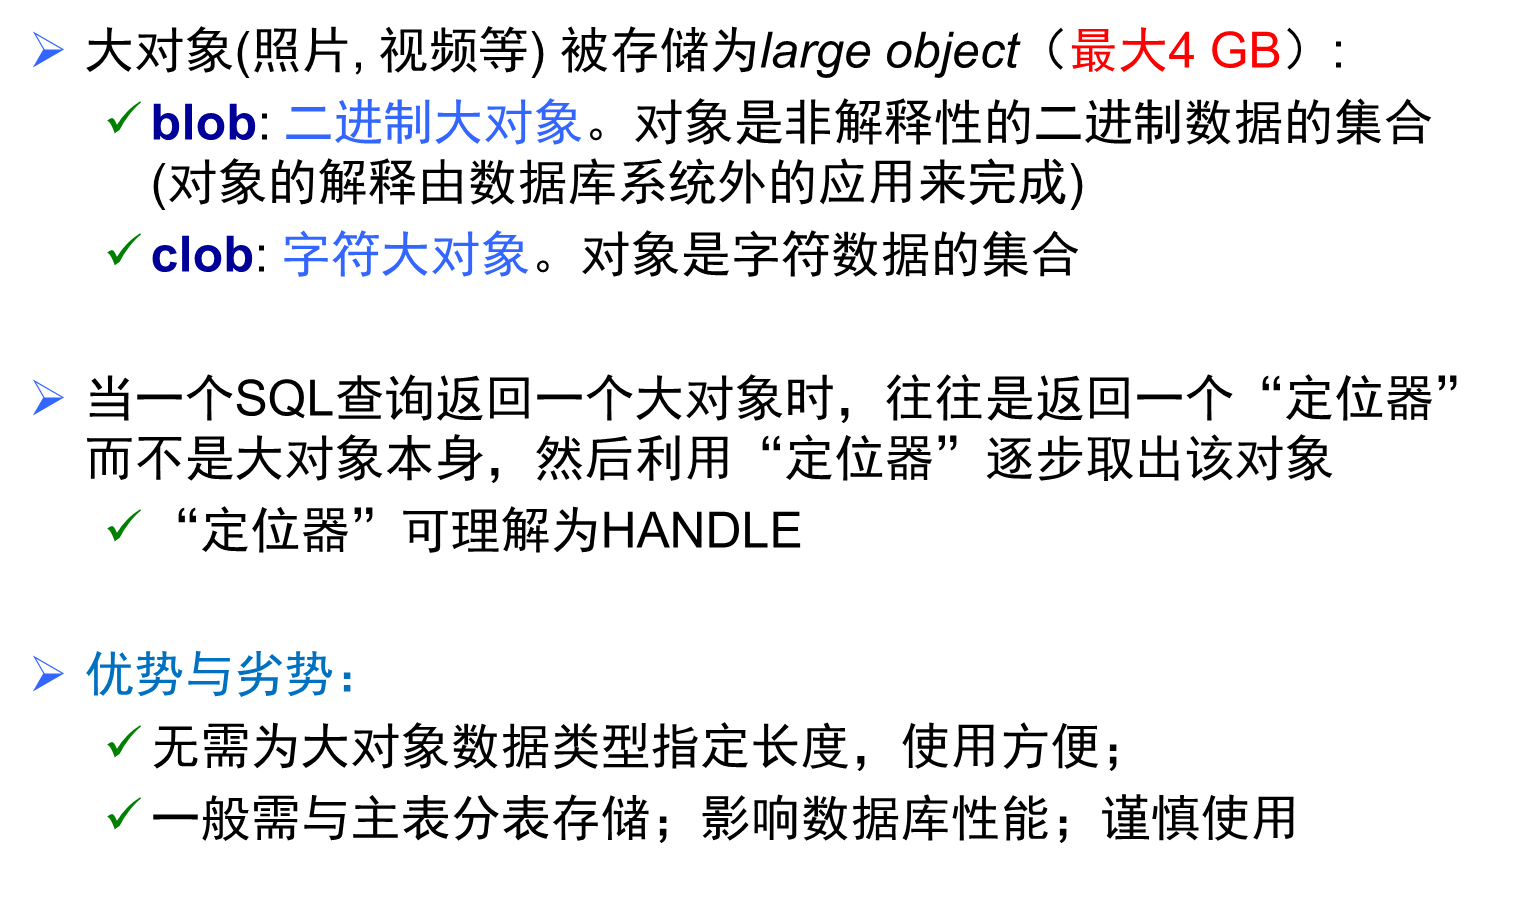 大对象(照片, 视频等) 被存储为large object（最大4 GB）:
blob: 二进制大对象。对象是非解释性的二进制数据的集合
(对象的解释由数据库系统外的应用来完成)
clob: 字符大对象。对象是字符数据的集合
当一个SQL查询返回一个大对象时，往往是返回一个“定位器”
而不是大对象本身，然后利用“定位器”逐步取出该对象
“定位器”可理解为HANDLE
优势与劣势：
无需为大对象数据类型指定长度，使用方便；
一般需与主表分表存储；影响数据库性能；谨慎使用